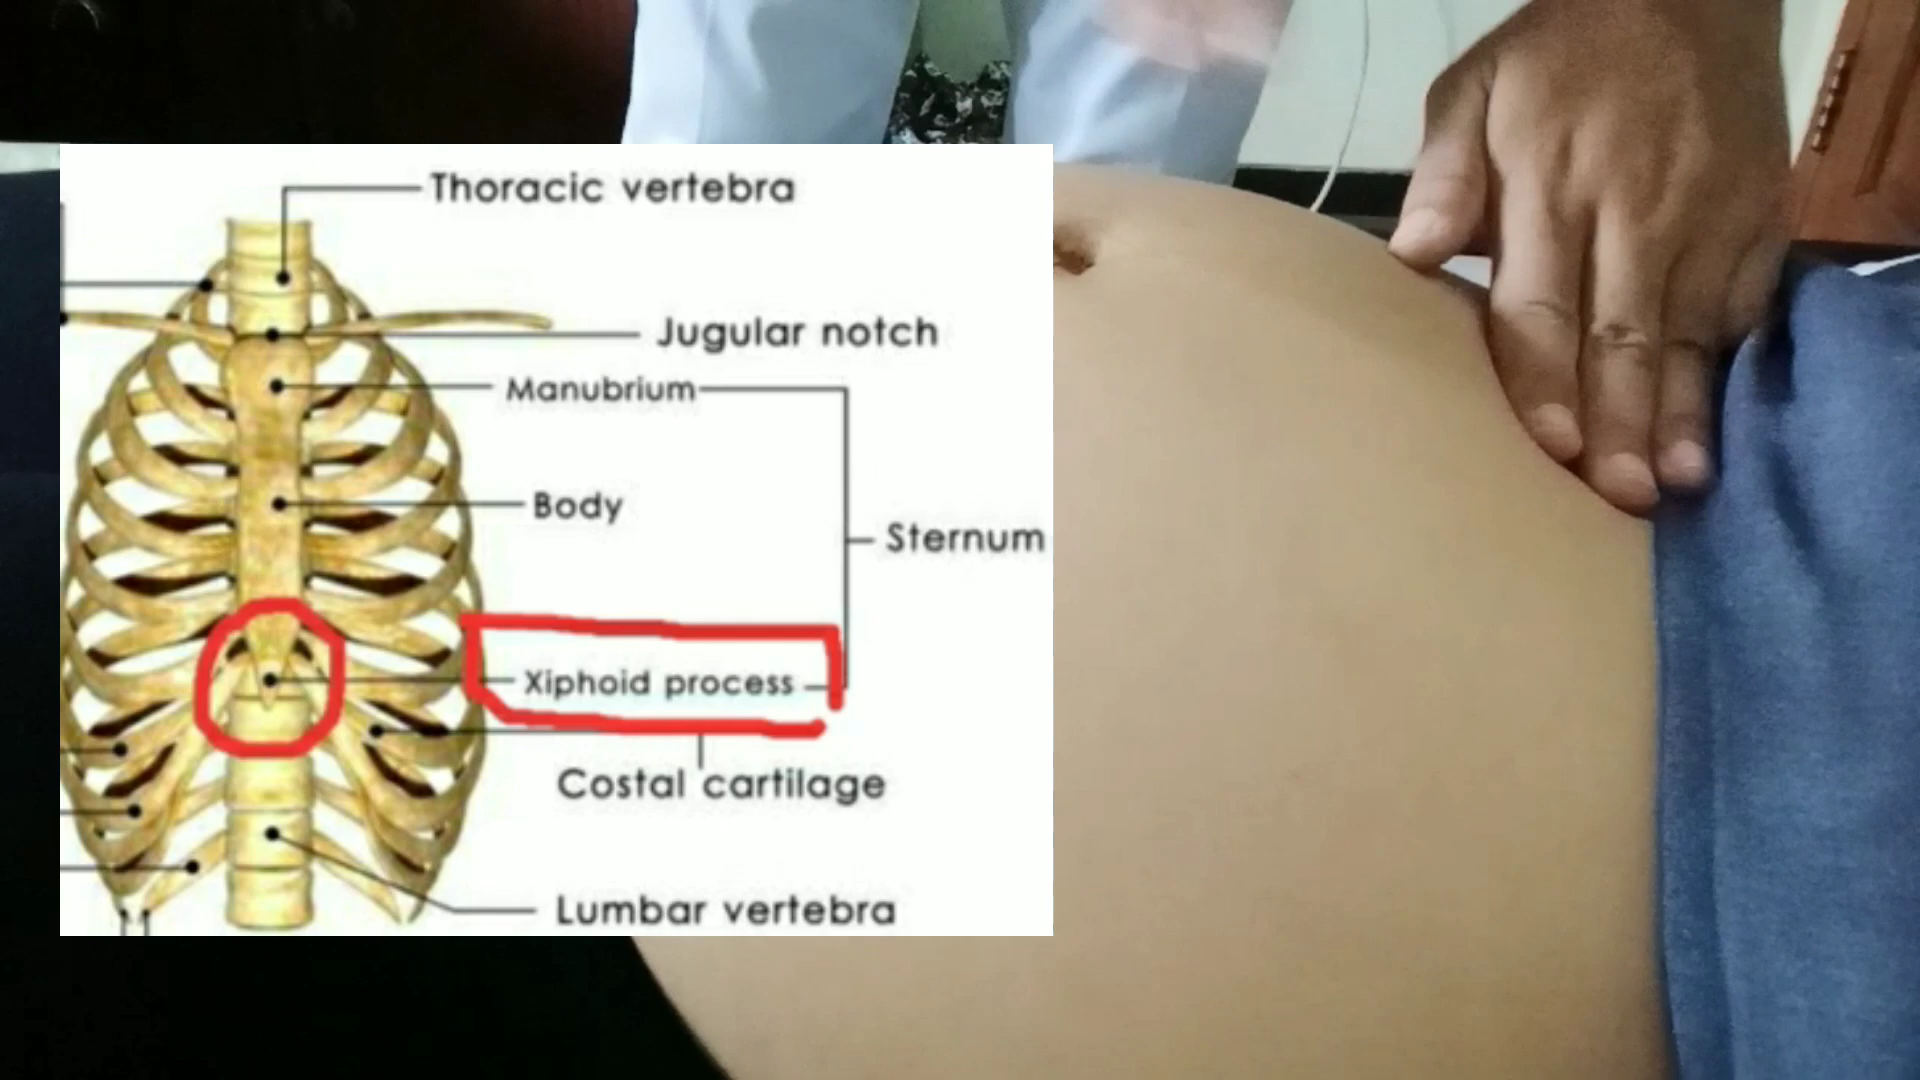 Thoracic vertebra
Jugular notch
Manubrium
Body
Sternum
Xiphoid process
Costal cartilage
Lumbar vertebra